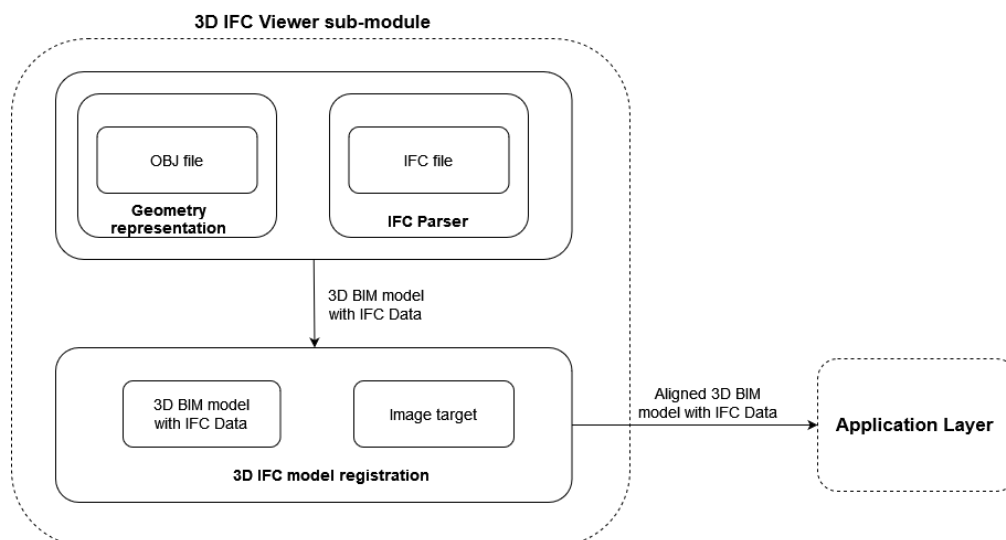 3D IFC Viewer sub-module
OBJ file
IFC file
Geometry
representation
IFC Parser
3D BIM model
with IFC Data
3D BIM model
with IFC Data
Image target
3D IFC model registration
Aligned 3D BIM
model with IFC Data
Application Layer